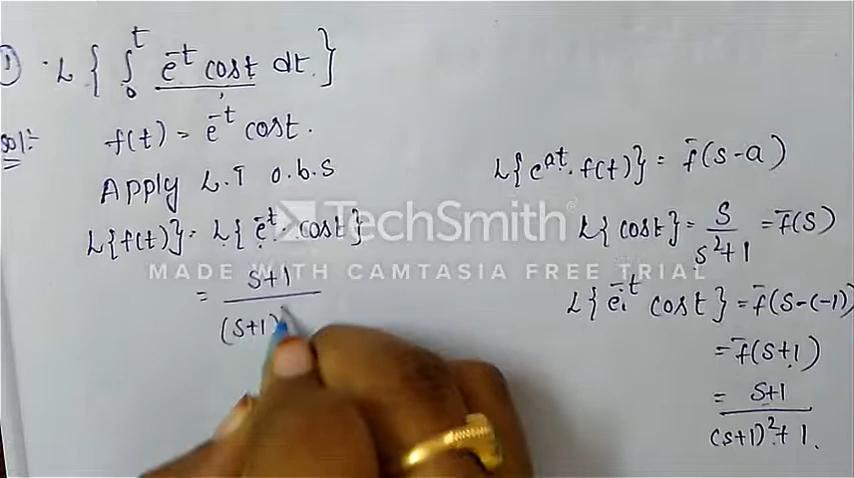 ① L{ ∫₀ᵗ e^-t cost dt }
Sol:- f(t) = e^-t cost.
Apply L.T o.b.s
L{f(t)} = L{e^-t. cost}
= s+1
(s+1)
L{e^at. f(t)} = f̄(s-a)
L{cost} = s/s²+1 = f̄(s)
L{e^-t cost} = f̄(s-(-1))
= f̄(s+1)
= s+1/(s+1)²+1.
TechSmith®
MADE WITH CAMTASIA FREE TRIAL